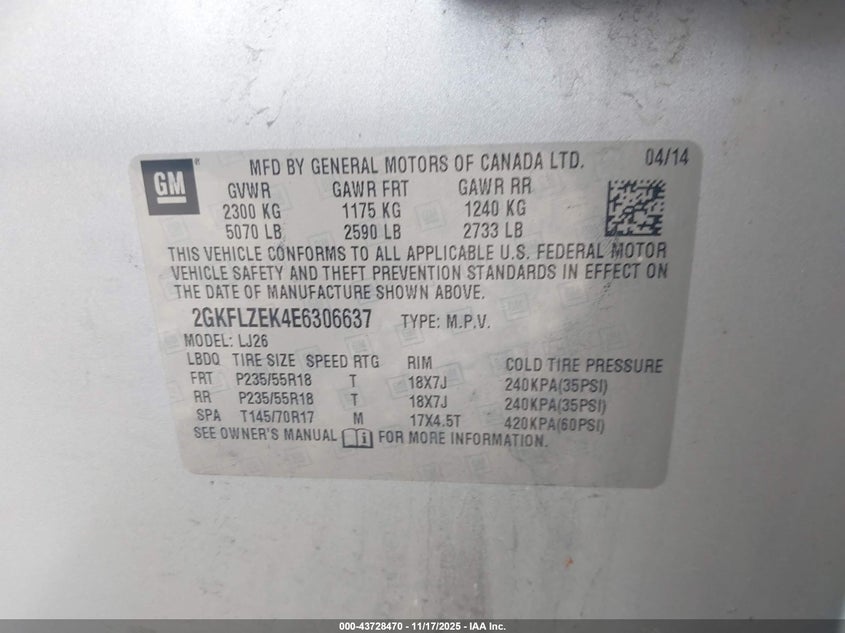 GM ® MFD BY GENERAL MOTORS OF CANADA LTD. 04/14
GVWR GAWR FRT GAWR RR
2300 KG 1175 KG 1240 KG
5070 LB 2590 LB 2733 LB
THIS VEHICLE CONFORMS TO ALL APPLICABLE U.S. FEDERAL MOTOR
VEHICLE SAFETY AND THEFT PREVENTION STANDARDS IN EFFECT ON
THE DATE OF MANUFACTURE SHOWN ABOVE.
2GKFLZEK4E6306637 TYPE: M.P.V.
MODEL: LJ26
LBDQ TIRE SIZE SPEED RTG RIM COLD TIRE PRESSURE
FRT P235/55R18 T 18X7J 240KPA(35PSI)
RR P235/55R18 T 18X7J 240KPA(35PSI)
SPA T145/70R17 M 17X4.5T 420KPA(60PSI)
SEE OWNER'S MANUAL i FOR MORE INFORMATION.
000-43728470 - 11/17/2025 - IAA Inc.